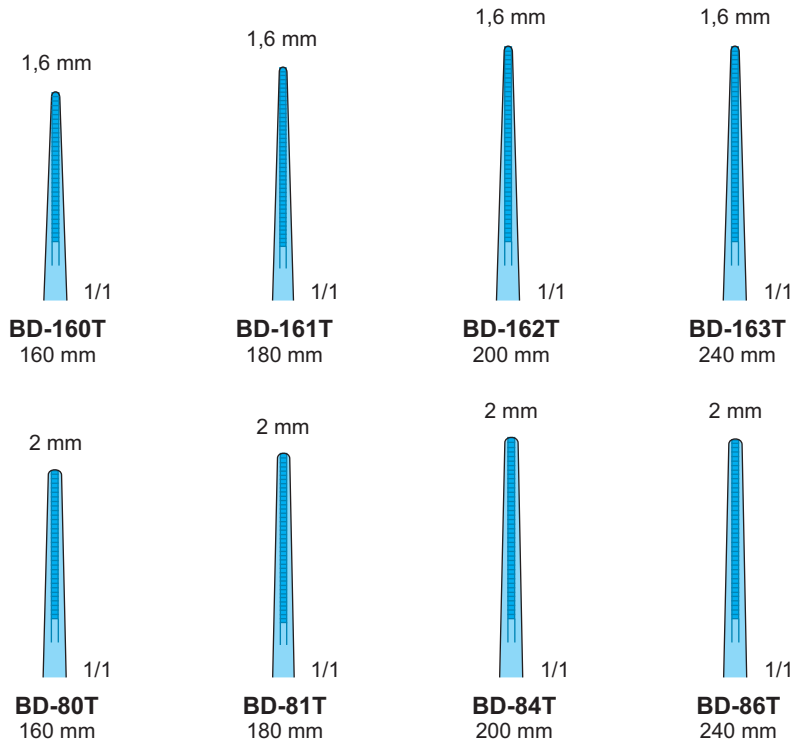 1,6 mm
1,6 mm
1,6 mm
1,6 mm
1/1
1/1
1/1
1/1
BD-160T
BD-161T
BD-162T
BD-163T
160 mm
180 mm
200 mm
240 mm
2 mm
2 mm
2 mm
2 mm
1/1
1/1
1/1
1/1
BD-80T
BD-81T
BD-84T
BD-86T
160 mm
180 mm
200 mm
240 mm